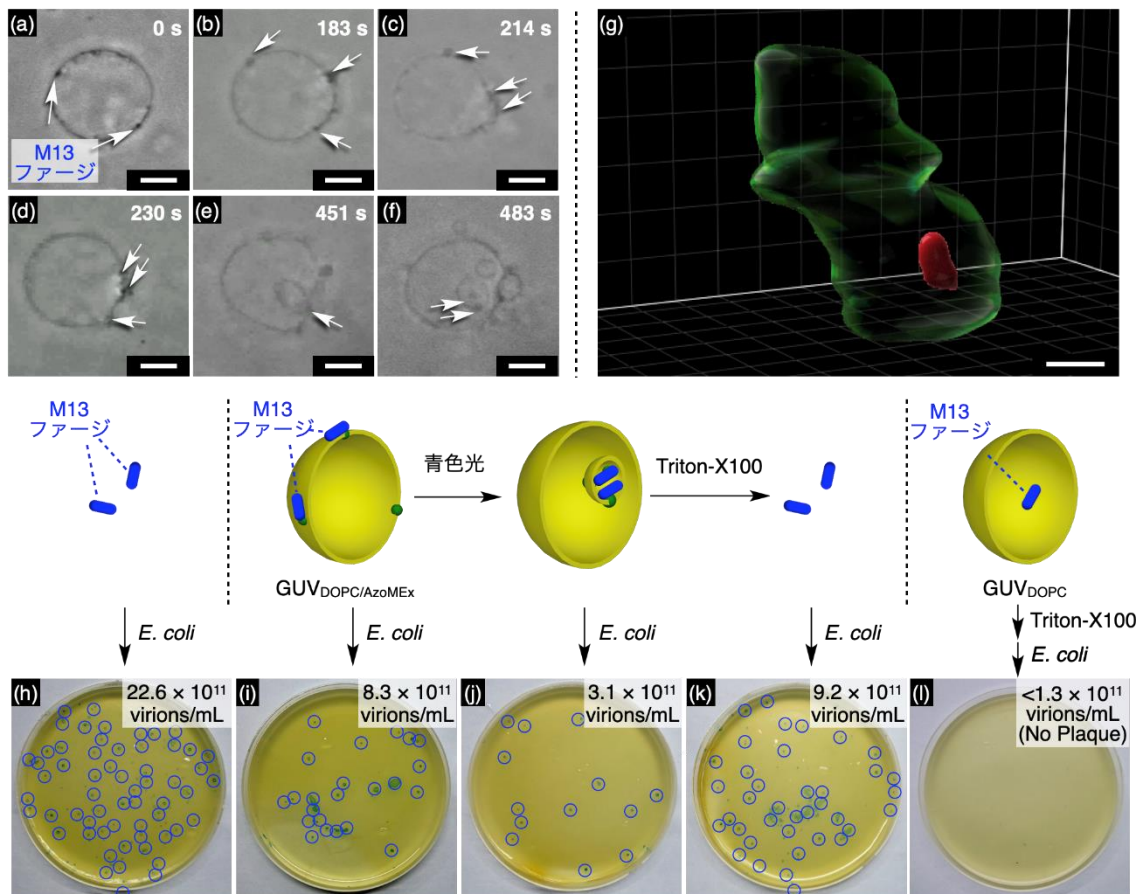 (a)
0 s
M13
ファージ
(b)
183 s
(c)
214 s
(d)
230 s
(e)
451 s
(f)
483 s
(g)
M13
ファージ
M13
ファージ
青色光
Triton-X100
M13
ファージ
GUVDOPC/AzoMEx
GUVDOPC
Triton-X100
E. coli
E. coli
E. coli
E. coli
E. coli
(h)
22.6 × 10¹¹
virions/mL
(i)
8.3 × 10¹¹
virions/mL
(j)
3.1 × 10¹¹
virions/mL
(k)
9.2 × 10¹¹
virions/mL
(l)
<1.3 × 10¹¹
virions/mL
(No Plaque)